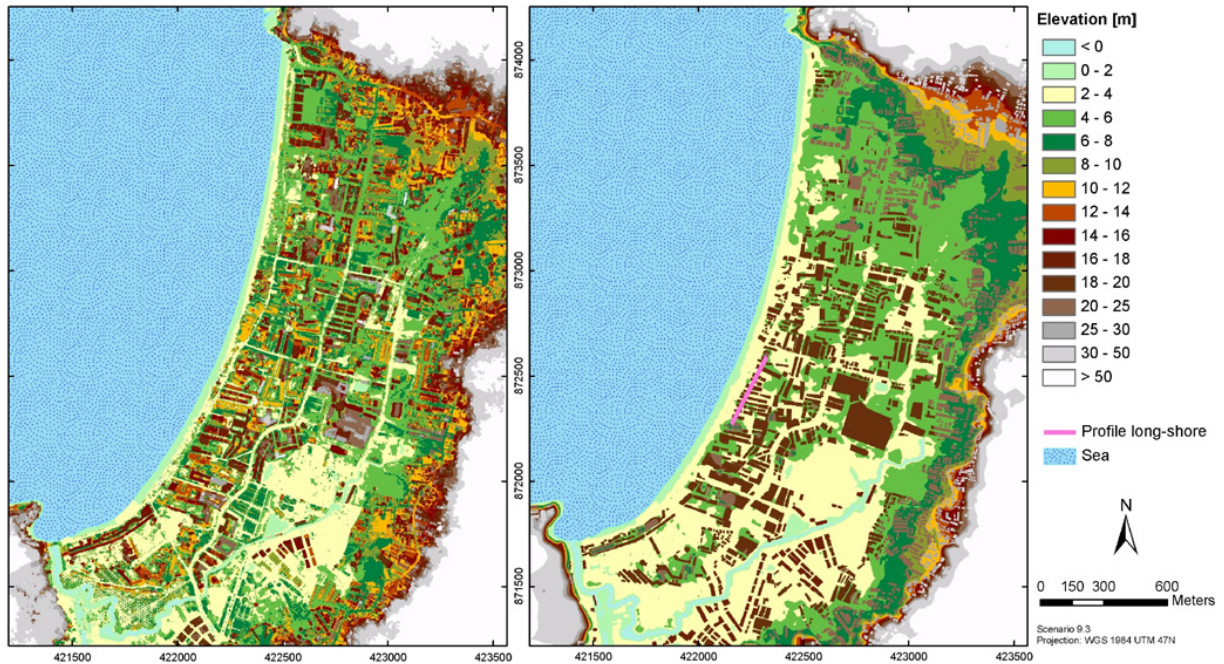 874000
873500
873000
872500
872000
871500
421500 422000 422500 423000 423500
421500 422000 422500 423000 423500
Elevation [m]
< 0
0 - 2
2 - 4
4 - 6
6 - 8
8 - 10
10 - 12
12 - 14
14 - 16
16 - 18
18 - 20
20 - 25
25 - 30
30 - 50
> 50
Profile long-shore
Sea
N
0 150 300 600
Meters
Scenario 9.3
Projection: WGS 1984 UTM 47N